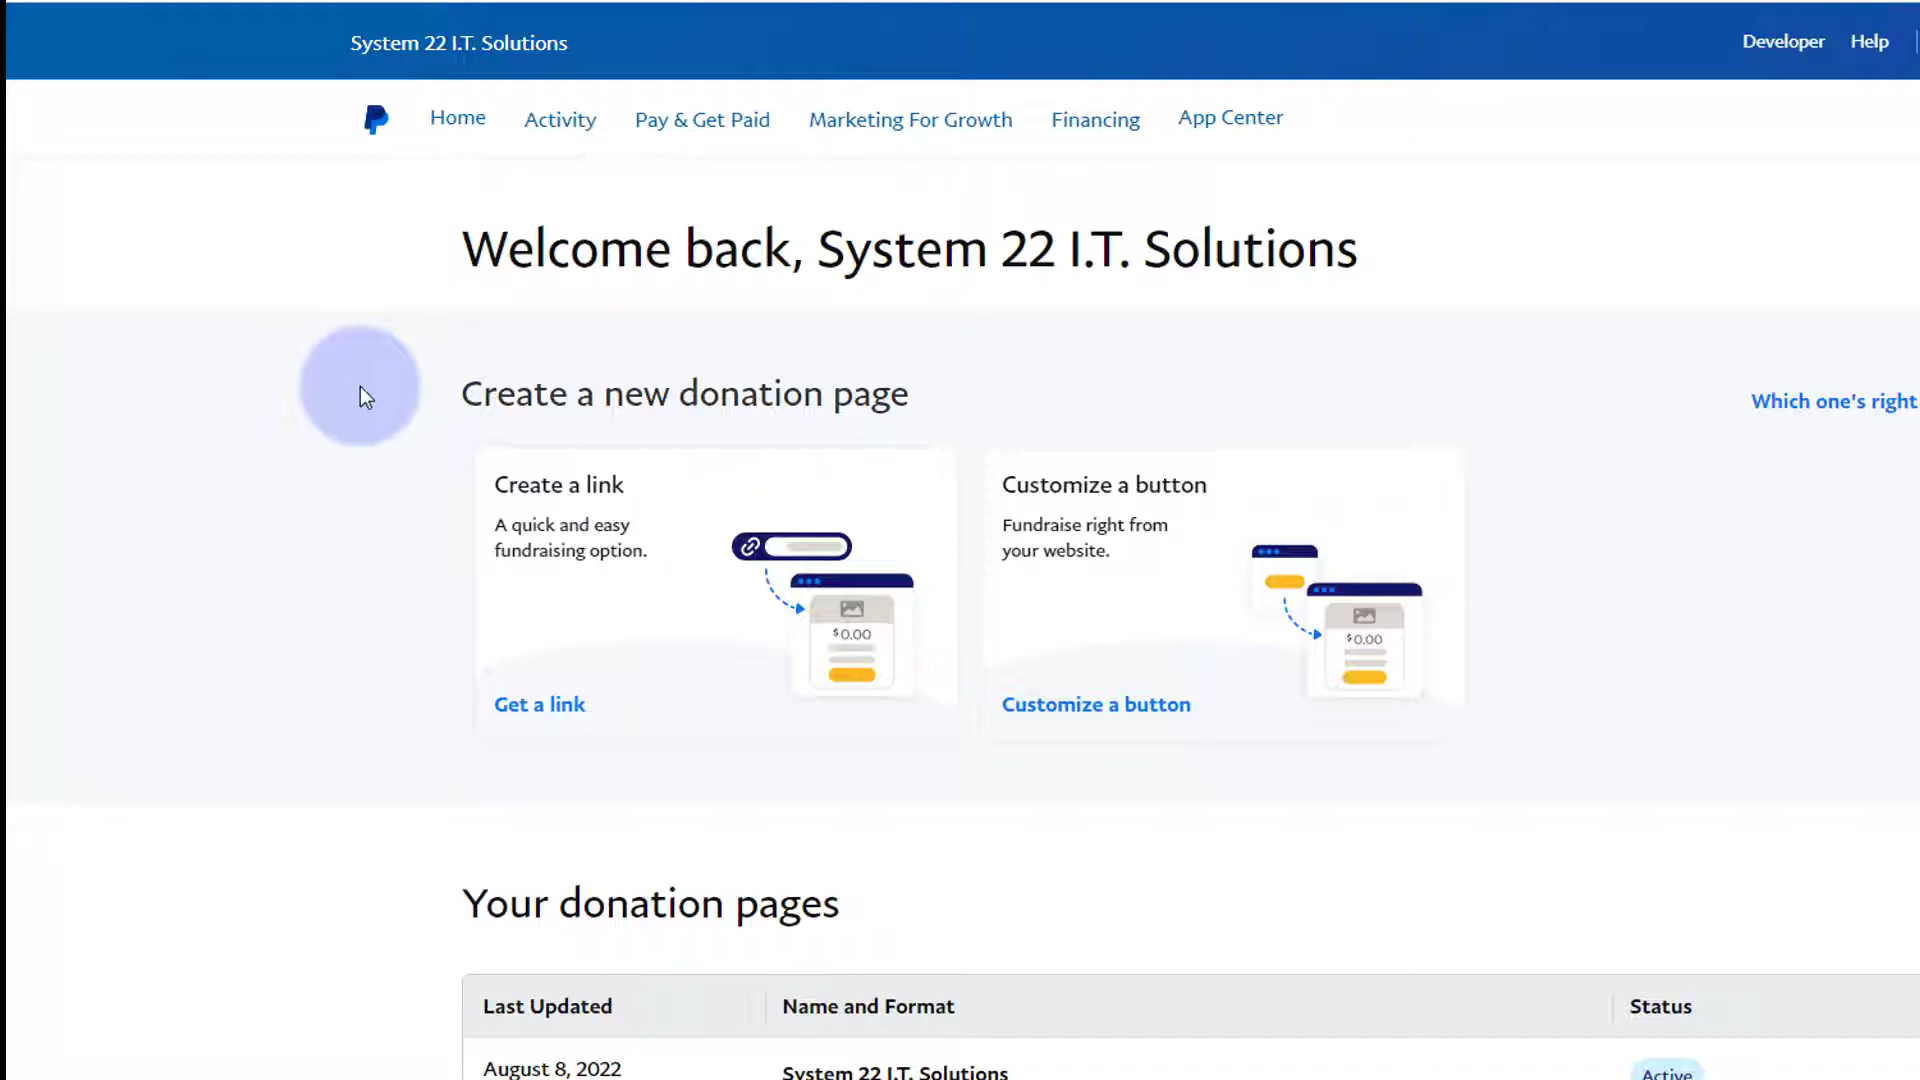 System 22 I.T. Solutions
Developer Help
Home Activity Pay & Get Paid Marketing For Growth Financing App Center
Welcome back, System 22 I.T. Solutions
Create a new donation page
Which one's right
Create a link
A quick and easy
fundraising option.
$0.00
Get a link
Customize a button
Fundraise right from
your website.
$0.00
Customize a button
Your donation pages
Last Updated Name and Format Status
August 8, 2022 System 22 I.T. Solutions Active